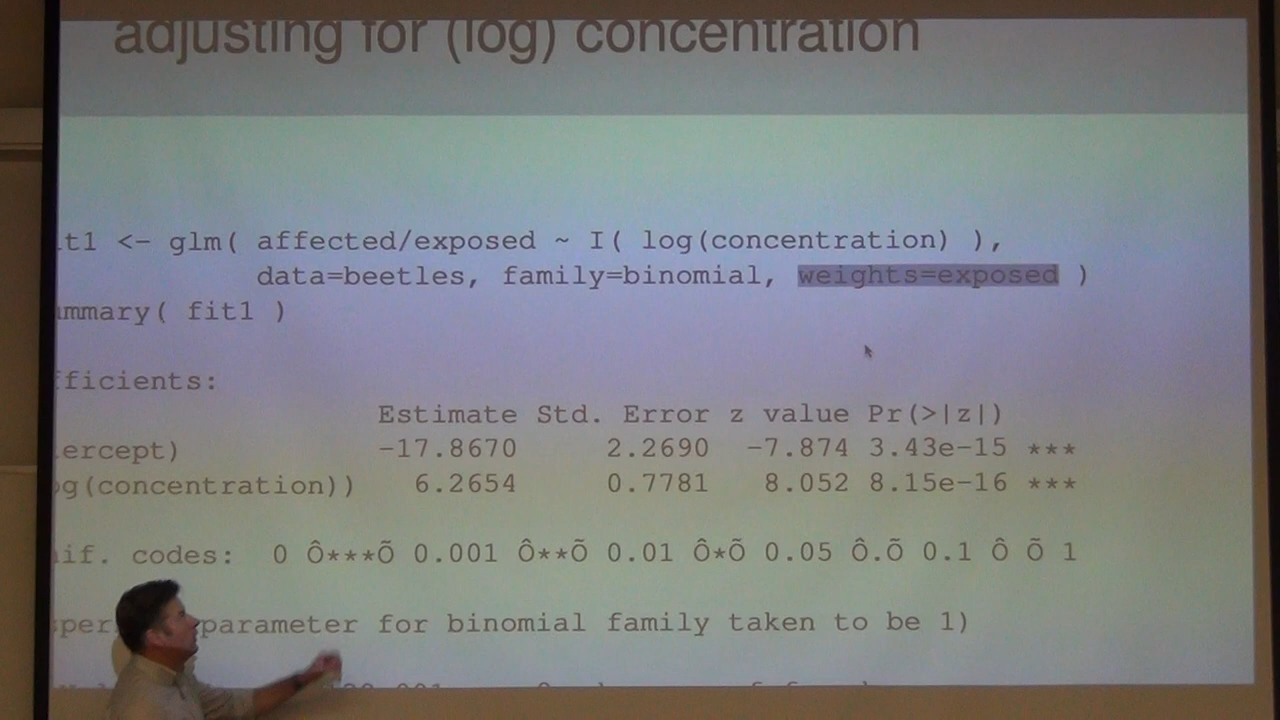 adjusting for (log) concentration
t1 <- glm( affected/exposed ~ I( log(concentration) ),
data=beetles, family=binomial, weights=exposed )
mmary( fit1 )
fficients:
Estimate Std. Error z value Pr(>|z|)
ercept) -17.8670 2.2690 -7.874 3.43e-15 ***
og(concentration)) 6.2654 0.7781 8.052 8.15e-16 ***
if. codes: 0 Ô***Õ 0.001 Ô**Õ 0.01 Ô*Õ 0.05 Ô.Õ 0.1 Ô Õ 1
sper parameter for binomial family taken to be 1)